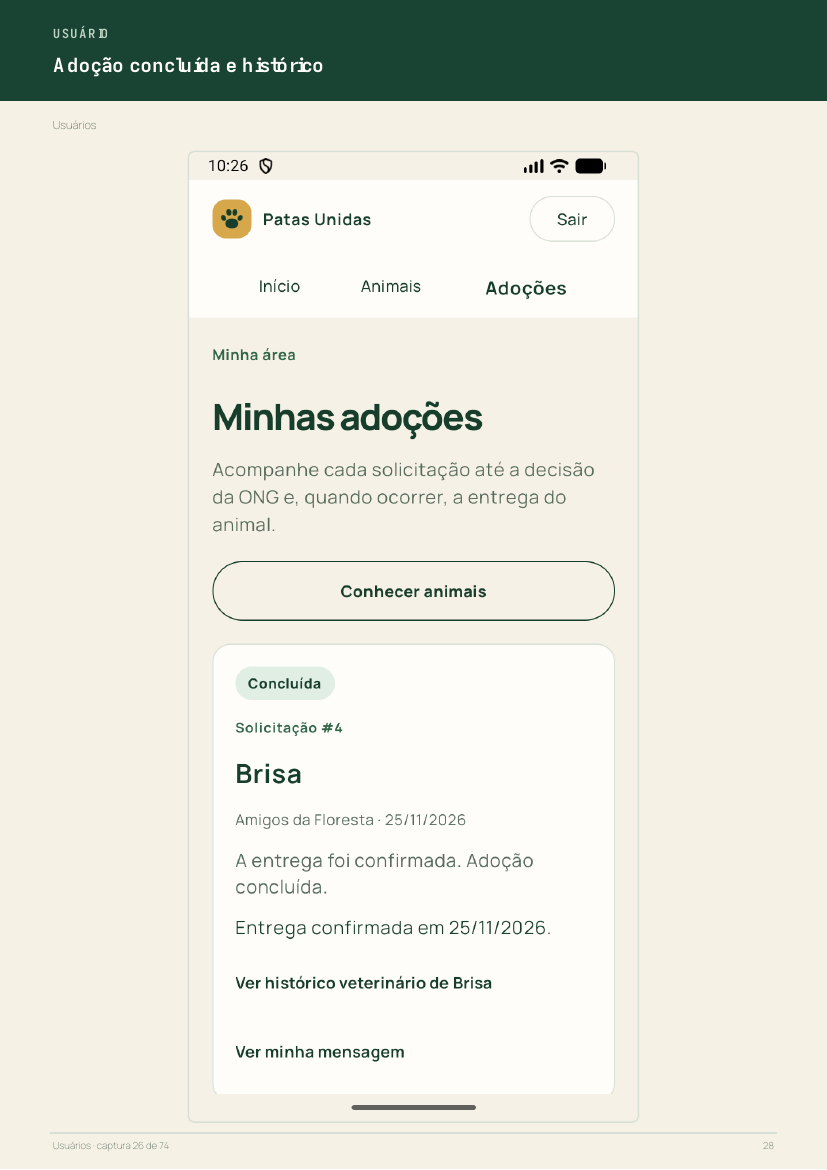 USUÁRIO
Adoção concluída e histórico
Usuários
10:26
Patas Unidas
Sair
Início
Animais
Adoções
Minha área
Minhas adoções
Acompanhe cada solicitação até a decisão
da ONG e, quando ocorrer, a entrega do
animal.
Conhecer animais
Concluída
Solicitação #4
Brisa
Amigos da Floresta · 25/11/2026
A entrega foi confirmada. Adoção
concluída.
Entrega confirmada em 25/11/2026.
Ver histórico veterinário de Brisa
Ver minha mensagem
Usuários · captura 26 de 74
28